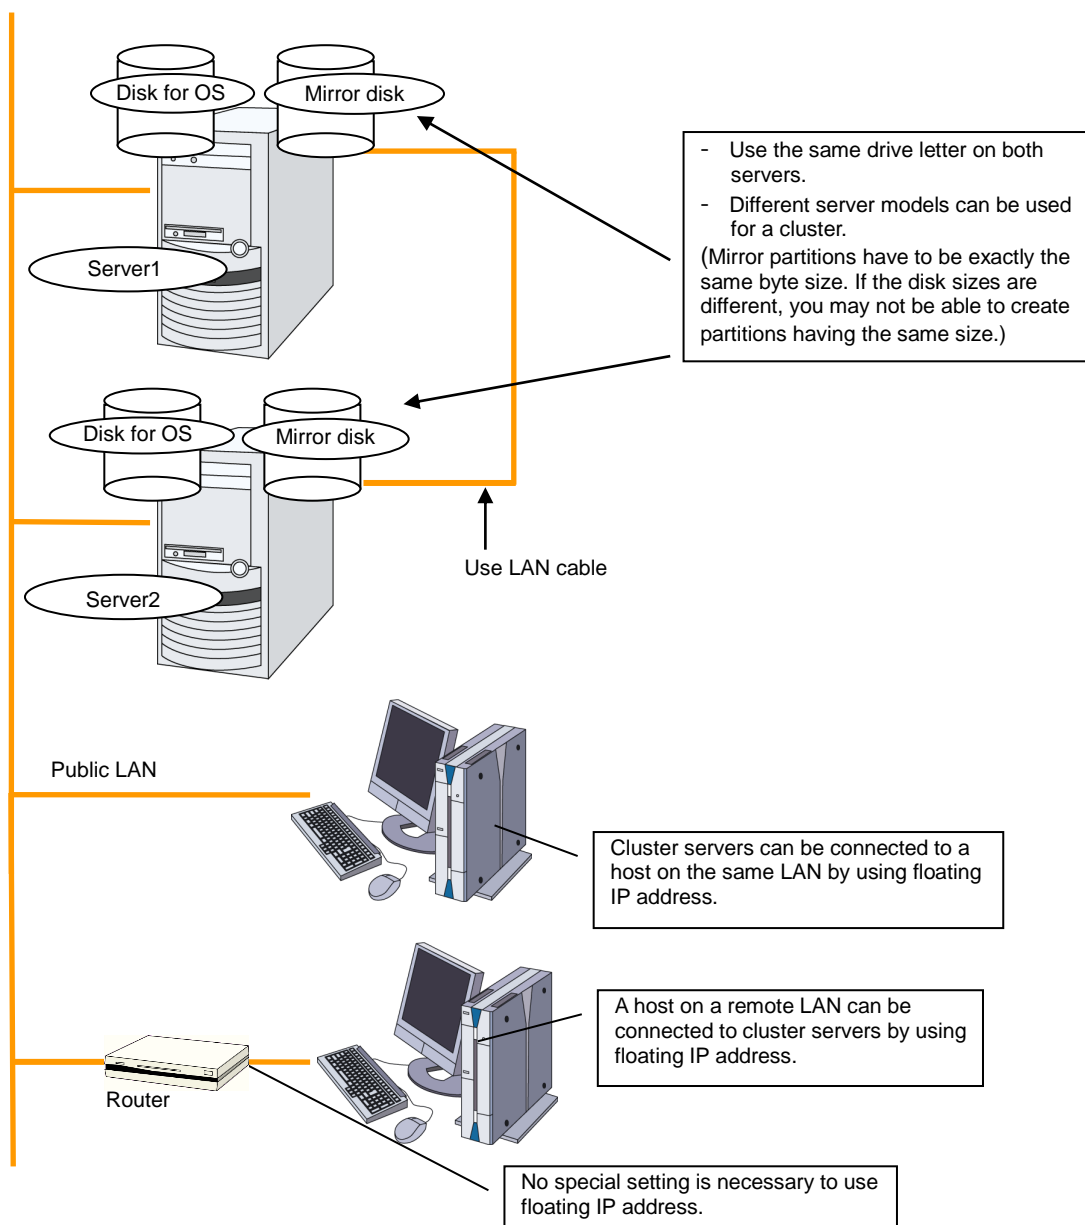 Disk for OS
Mirror disk
- Use the same drive letter on both
servers.
- Different server models can be used
for a cluster.
(Mirror partitions have to be exactly the
same byte size. If the disk sizes are
different, you may not be able to create
partitions having the same size.)
Server1
Disk for OS
Mirror disk
Use LAN cable
Server2
Public LAN
Cluster servers can be connected to a
host on the same LAN by using floating
IP address.
A host on a remote LAN can be
connected to cluster servers by using
floating IP address.
Router
No special setting is necessary to use
floating IP address.